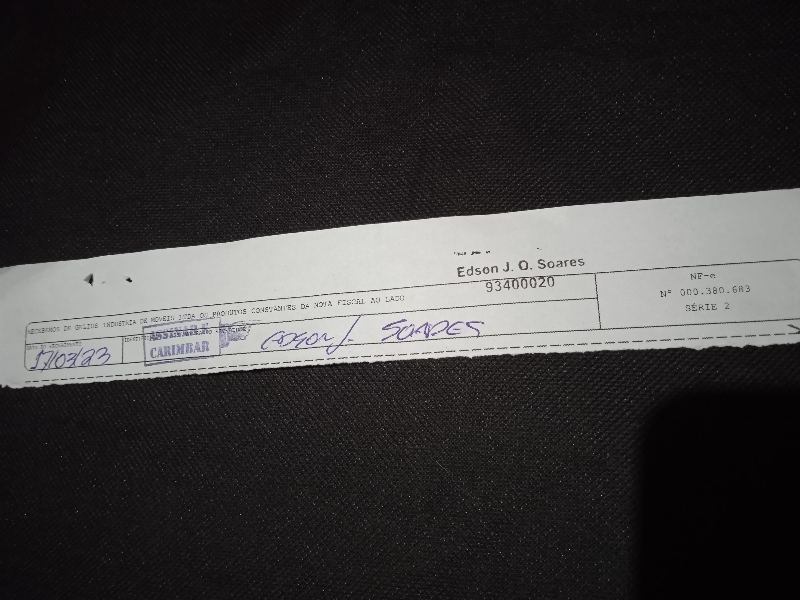 Edson J. O. Soares
93400020
RECEBEMOS DE INDUSTRIA DE MOVEIS LTDA OS PRODUTOS CONSTANTES DA NOTA FISCAL AO LADO
NF-e
Nº 000.380.683
SÉRIE 2
17/03/23
ASSINAR E
CARIMBAR
EDSON J. SOARES